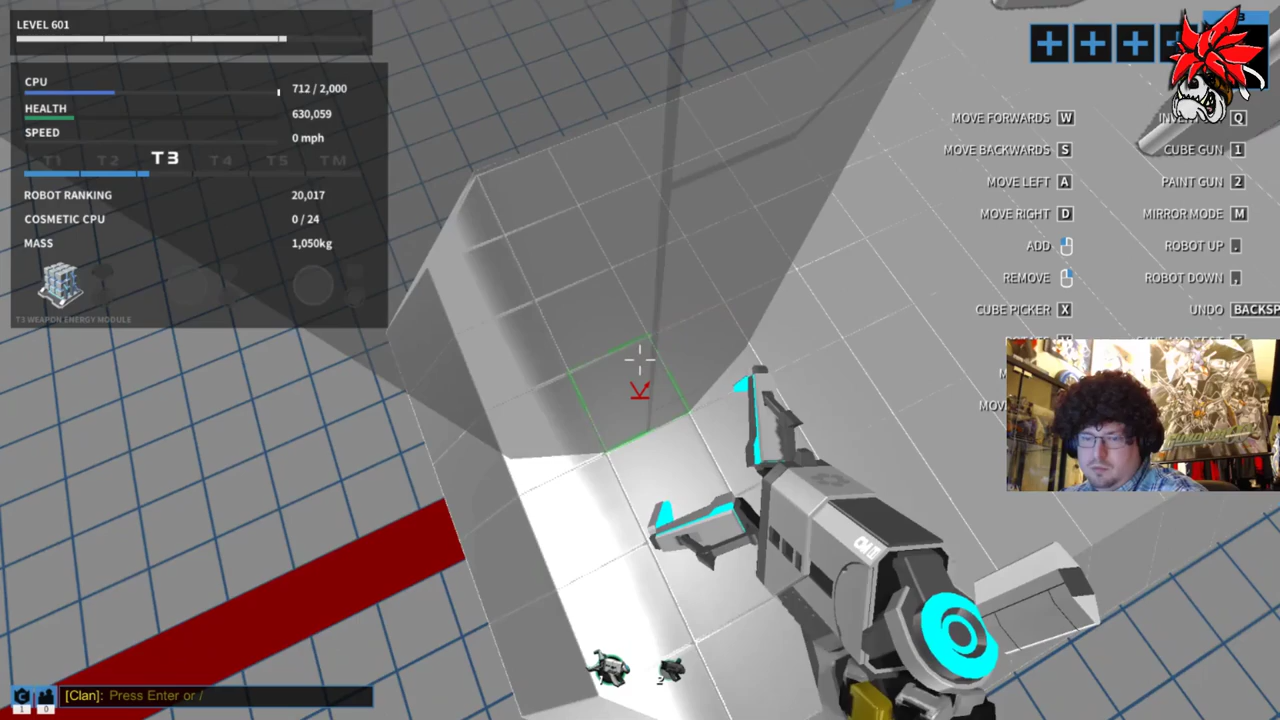 LEVEL 601
CPU 712 / 2,000
HEALTH 630,059
SPEED 0 mph
T1 T2 T3 T4 T5 TM
ROBOT RANKING 20,017
COSMETIC CPU 0 / 24
MASS 1,050kg
T3 WEAPON ENERGY MODULE
MOVE FORWARDS W
MOVE BACKWARDS S
MOVE LEFT A
MOVE RIGHT D
ADD
REMOVE
CUBE PICKER X
Q
CUBE GUN 1
PAINT GUN 2
MIRROR MODE M
ROBOT UP .
ROBOT DOWN ,
UNDO BACKSP
[Clan]: Press Enter or /
1 0
2